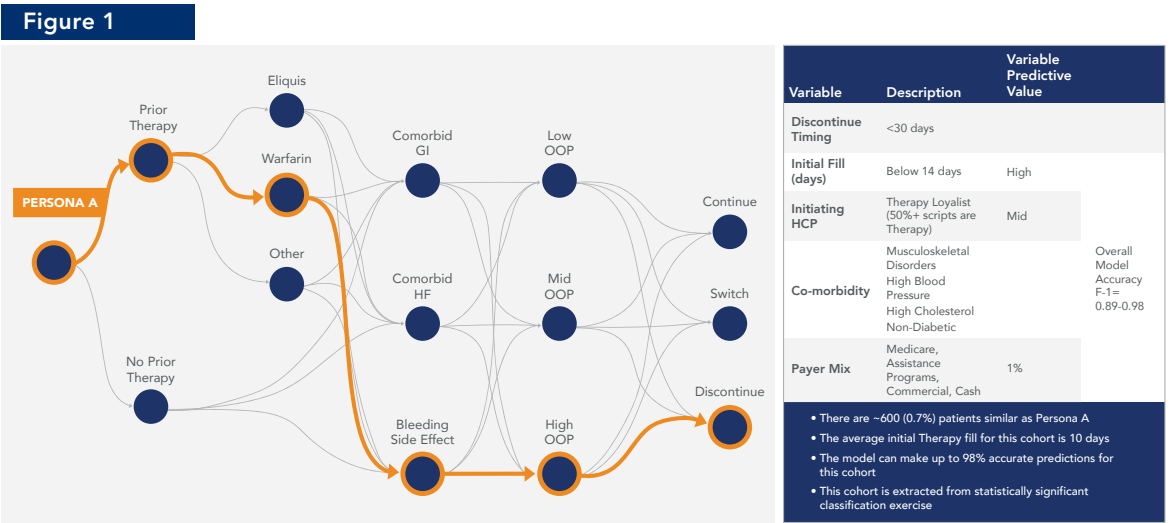 Figure 1
Eliquis
Prior
Therapy
Warfarin
PERSONA A
Other
No Prior
Therapy
Comorbid
GI
Comorbid
HF
Bleeding
Side Effect
Low
OOP
Mid
OOP
High
OOP
Continue
Switch
Discontinue
Variable
Description
Variable
Predictive
Value
Discontinue
Timing
<30 days
Initial Fill
(days)
Below 14 days
High
Initiating
HCP
Therapy Loyalist
(50%+ scripts are
Therapy)
Mid
Co-morbidity
Musculoskeletal
Disorders
High Blood
Pressure
High Cholesterol
Non-Diabetic
Overall
Model
Accuracy
F-1=
0.89-0.98
Payer Mix
Medicare,
Assistance
Programs,
Commercial, Cash
1%
• There are ~600 (0.7%) patients similar as Persona A
• The average initial Therapy fill for this cohort is 10 days
• The model can make up to 98% accurate predictions for
this cohort
• This cohort is extracted from statistically significant
classification exercise